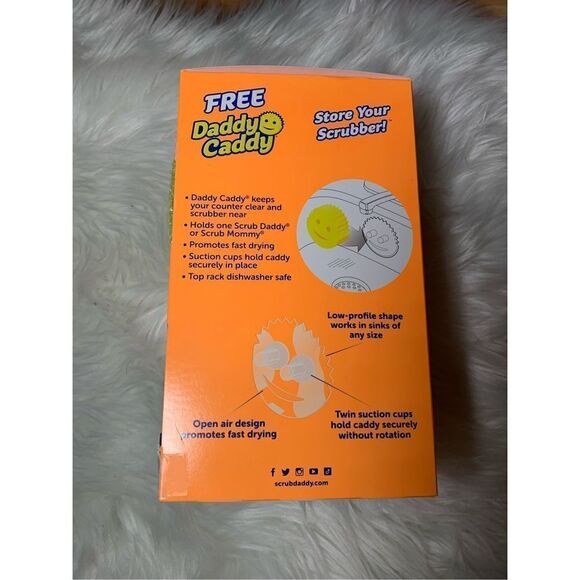 FREE
Daddy
Caddy
Store Your
Scrubber!
• Daddy Caddy® keeps
your counter clear and
scrubber near
• Holds one Scrub Daddy®
or Scrub Mommy®
• Promotes fast drying
• Suction cups hold caddy
securely in place
• Top rack dishwasher safe
Low-profile shape
works in sinks of
any size
Open air design
promotes fast drying
Twin suction cups
hold caddy securely
without rotation
scrubdaddy.com